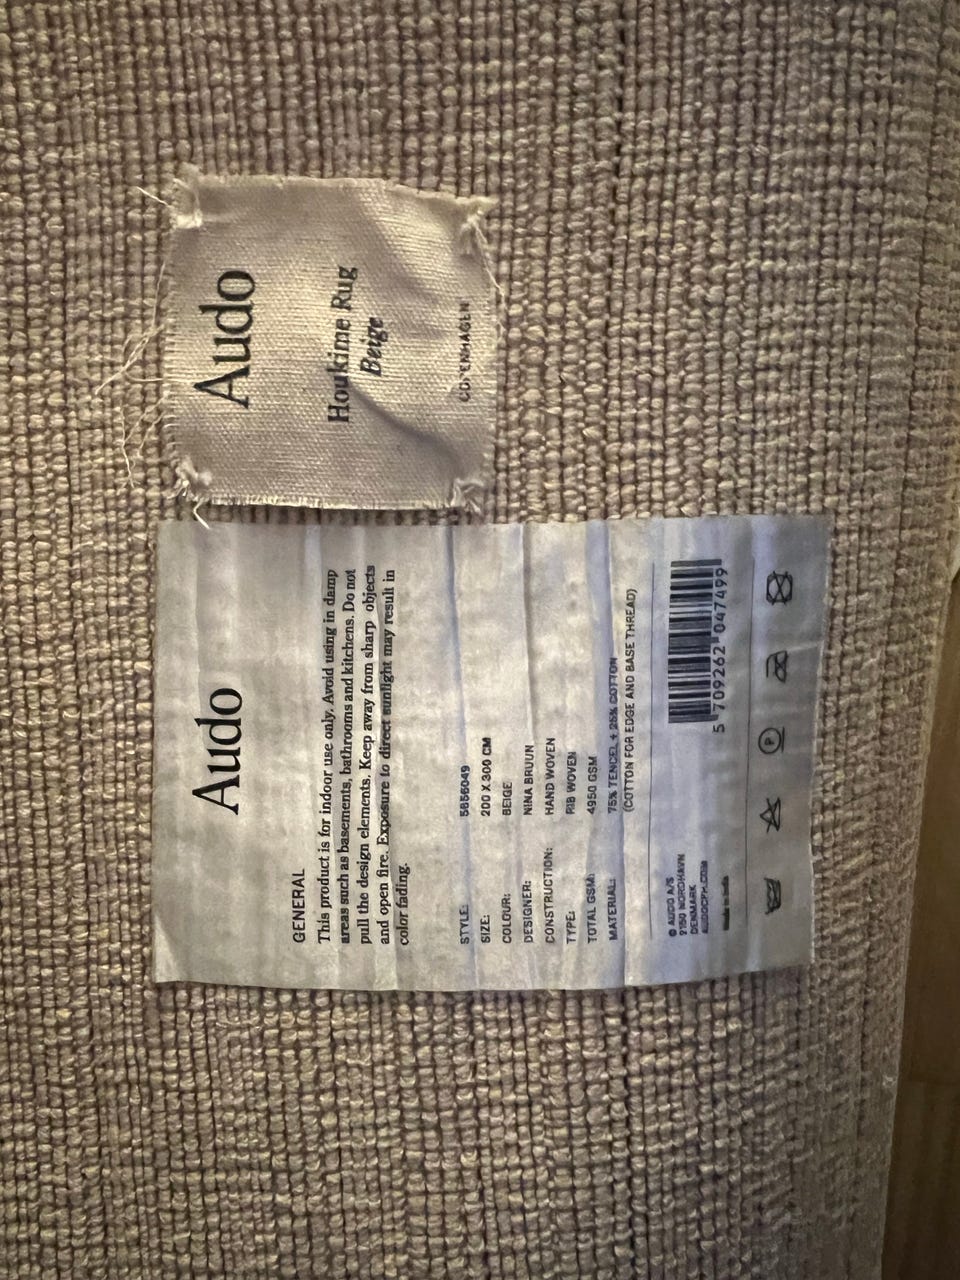 Audo
Houkime Rug
Beige
COPENHAGEN
Audo
GENERAL
This product is for indoor use only. Avoid using in damp
areas such as basements, bathrooms and kitchens. Do not
pull the design elements. Keep away from sharp objects
and open fire. Exposure to direct sunlight may result in
color fading.
STYLE: 5856049
SIZE: 200 X 300 CM
COLOUR: BEIGE
DESIGNER: NINA BRUUN
CONSTRUCTION: HAND WOVEN
TYPE: RIB WOVEN
TOTAL GSM: 4950 GSM
MATERIAL: 75% TENCEL + 25% COTTON
(COTTON FOR EDGE AND BASE THREAD)
© AUDO A/S
2150 NORDHAVN
DENMARK
AUDOCPH.COM
Made in India
5 709262 047499
P